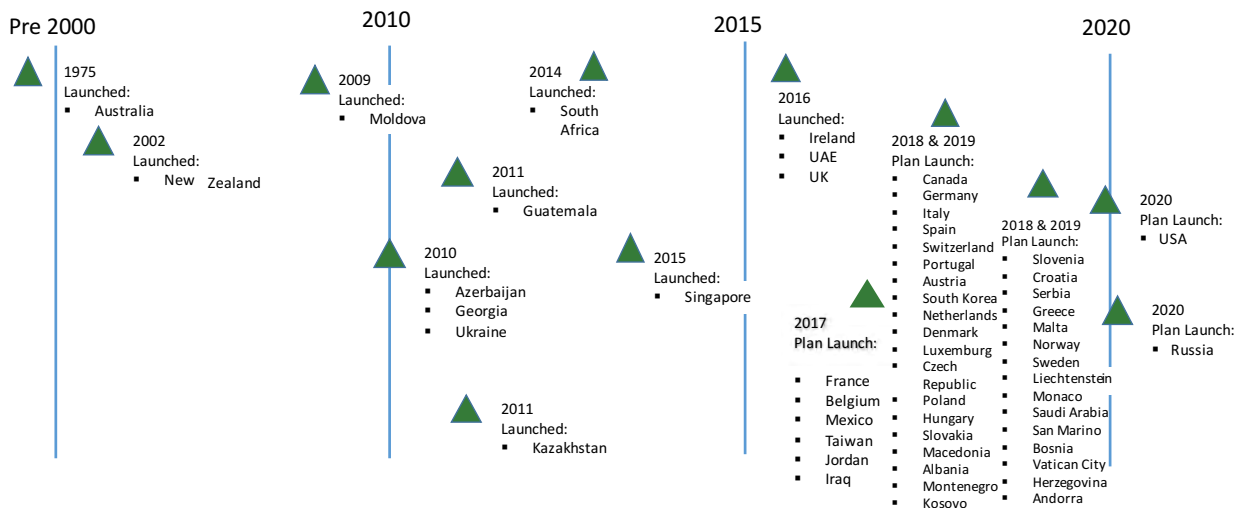 Pre 2000
2010
2015
2020
1975
Launched:
▪ Australia
2002
Launched:
▪ New Zealand
2009
Launched:
▪ Moldova
2014
Launched:
▪ South
Africa
2011
Launched:
▪ Guatemala
2010
Launched:
▪ Azerbaijan
▪ Georgia
▪ Ukraine
2011
Launched:
▪ Kazakhstan
2015
Launched:
▪ Singapore
2016
Launched:
▪ Ireland
▪ UAE
▪ UK
2017
Plan Launch:
▪ France
▪ Belgium
▪ Mexico
▪ Taiwan
▪ Jordan
▪ Iraq
2018 & 2019
Plan Launch:
▪ Canada
▪ Germany
▪ Italy
▪ Spain
▪ Switzerland
▪ Portugal
▪ Austria
▪ South Korea
▪ Netherlands
▪ Denmark
▪ Luxemburg
▪ Czech
Republic
▪ Poland
▪ Hungary
▪ Slovakia
▪ Macedonia
▪ Albania
▪ Montenegro
▪ Kosovo
2018 & 2019
Plan Launch:
▪ Slovenia
▪ Croatia
▪ Serbia
▪ Greece
▪ Malta
▪ Norway
▪ Sweden
▪ Liechtenstein
▪ Monaco
▪ Saudi Arabia
▪ San Marino
▪ Bosnia
▪ Vatican City
▪ Herzegovina
▪ Andorra
2020
Plan Launch:
▪ USA
2020
Plan Launch:
▪ Russia